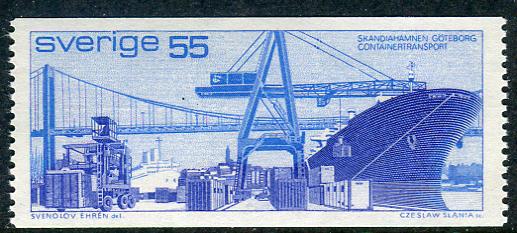 sverige 55
SKANDIAHAMNEN GÖTEBORG
CONTAINERTRANSPORT
SVENOLOV EHRÉN del.
CZESLAW SLANIA sc.